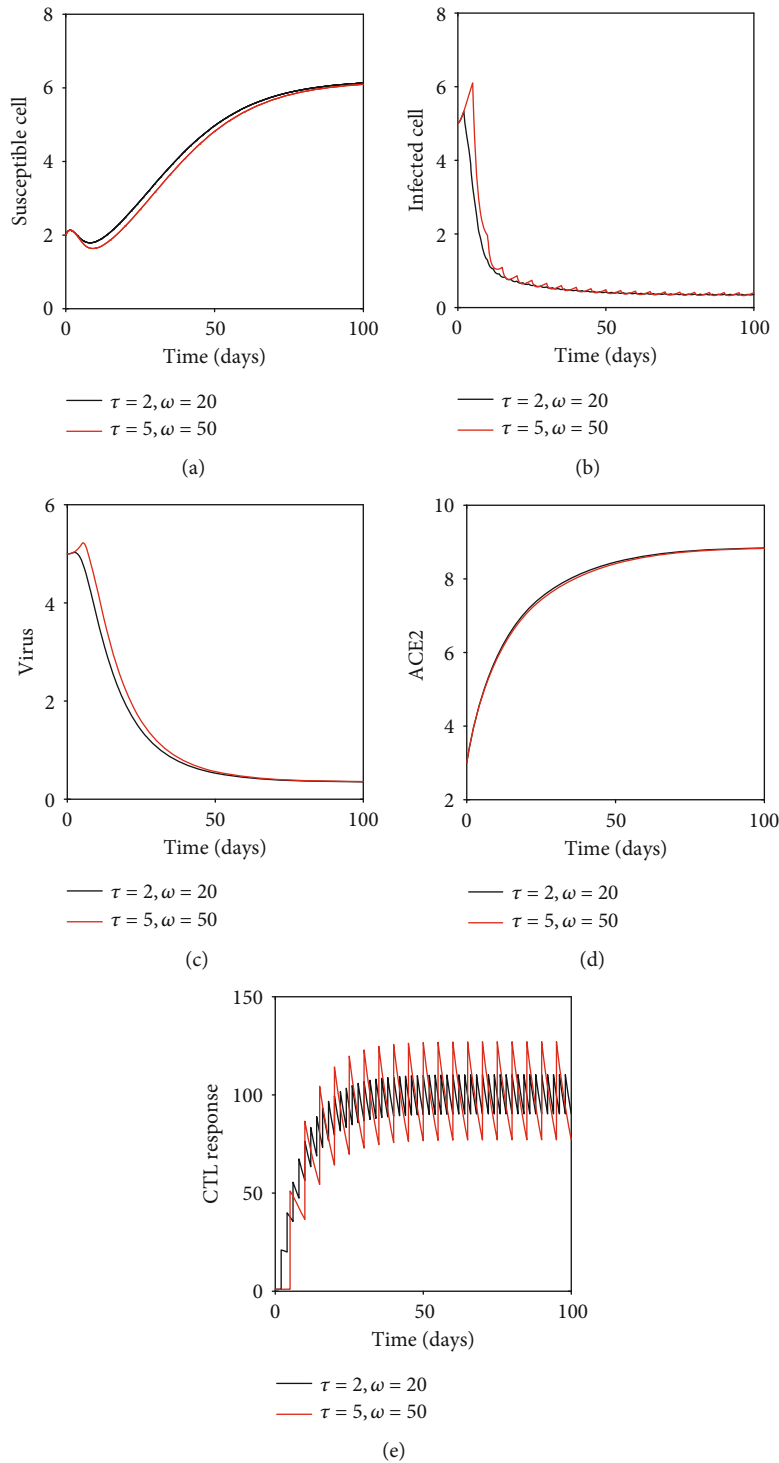 8
6
4
2
0
Susceptible cell
0
50
100
Time (days)
τ = 2, ω = 20
τ = 5, ω = 50
(a)
8
6
4
2
0
Infected cell
0
50
100
Time (days)
τ = 2, ω = 20
τ = 5, ω = 50
(b)
6
4
2
0
Virus
0
50
100
Time (days)
τ = 2, ω = 20
τ = 5, ω = 50
(c)
10
8
6
4
2
ACE2
0
50
100
Time (days)
τ = 2, ω = 20
τ = 5, ω = 50
(d)
150
100
50
0
CTL response
0
50
100
Time (days)
τ = 2, ω = 20
τ = 5, ω = 50
(e)